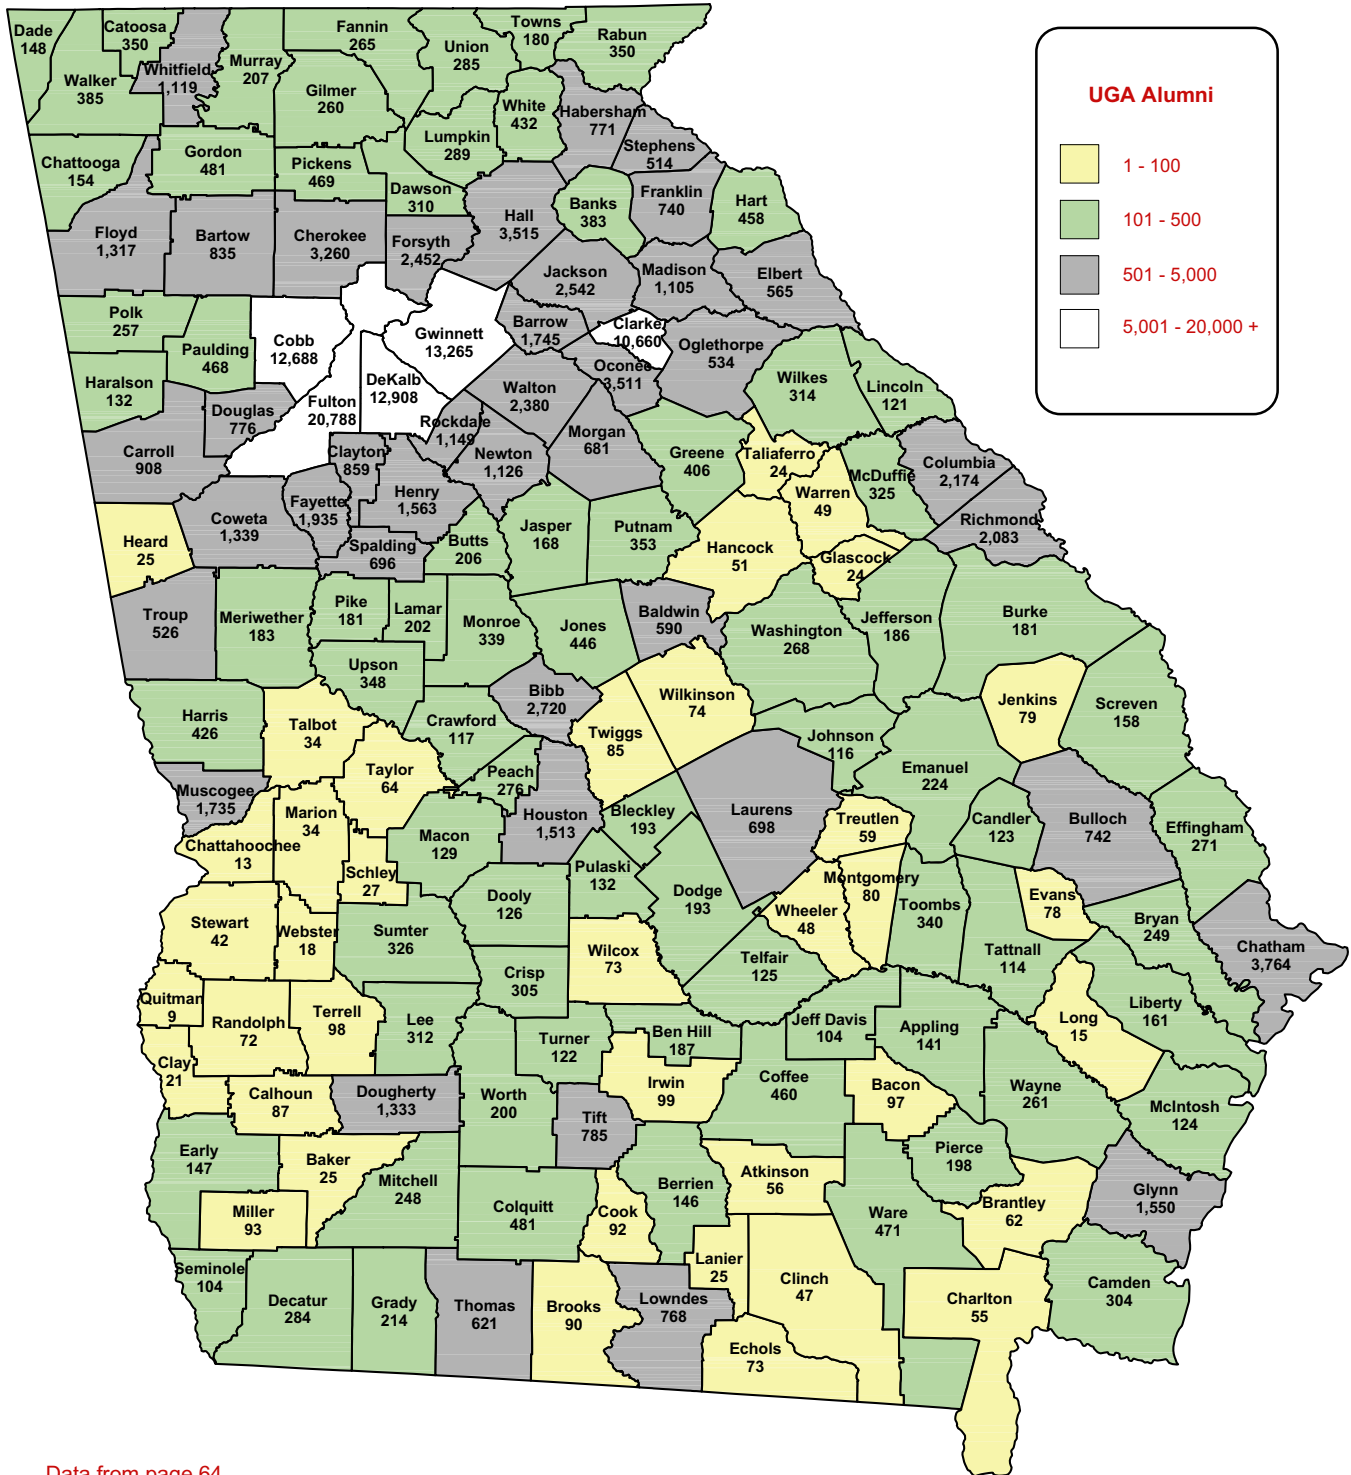 Dade
148
Catoosa
350
Whitfield
1,119
Murray
207
Fannin
265
Union
285
Towns
180
Rabun
350
Walker
385
Gilmer
260
White
432
Habersham
771
Lumpkin
289
Stephens
514
Chattooga
154
Gordon
481
Pickens
469
Dawson
310
Hall
3,515
Banks
383
Franklin
740
Hart
458
Floyd
1,317
Bartow
835
Cherokee
3,260
Forsyth
2,452
Jackson
2,542
Madison
1,105
Elbert
565
Polk
257
Paulding
468
Cobb
12,688
Gwinnett
13,265
Barrow
1,745
Clarke
10,660
Oglethorpe
534
Oconee
3,511
Haralson
132
DeKalb
12,908
Fulton
20,788
Walton
2,380
Wilkes
314
Lincoln
121
Douglas
776
Rockdale
1,149
Morgan
681
Carroll
908
Clayton
859
Newton
1,126
Greene
406
Taliaferro
24
McDuffie
325
Columbia
2,174
Henry
1,563
Fayette
1,935
Warren
49
Richmond
2,083
Heard
25
Coweta
1,339
Spalding
696
Butts
206
Jasper
168
Putnam
353
Hancock
51
Glascock
24
Troup
526
Meriwether
183
Pike
181
Lamar
202
Monroe
339
Jones
446
Baldwin
590
Washington
268
Jefferson
186
Burke
181
Upson
348
Harris
426
Talbot
34
Crawford
117
Bibb
2,720
Wilkinson
74
Twiggs
85
Johnson
116
Jenkins
79
Screven
158
Taylor
64
Peach
276
Emanuel
224
Muscogee
1,735
Marion
34
Macon
129
Houston
1,513
Bleckley
193
Laurens
698
Treutlen
59
Candler
123
Bulloch
742
Effingham
271
Chattahoochee
13
Schley
27
Dooly
126
Pulaski
132
Dodge
193
Montgomery
80
Toombs
340
Evans
78
Wheeler
48
Bryan
249
Chatham
3,764
Stewart
42
Webster
18
Sumter
326
Wilcox
73
Telfair
125
Tattnall
114
Crisp
305
Quitman
9
Randolph
72
Terrell
98
Lee
312
Turner
122
Ben Hill
187
Jeff Davis
104
Appling
141
Long
15
Liberty
161
Clay
21
Calhoun
87
Dougherty
1,333
Worth
200
Irwin
99
Coffee
460
Bacon
97
Wayne
261
McIntosh
124
Tift
785
Early
147
Baker
25
Mitchell
248
Berrien
146
Atkinson
56
Pierce
198
Miller
93
Colquitt
481
Cook
92
Ware
471
Brantley
62
Glynn
1,550
Seminole
104
Decatur
284
Grady
214
Thomas
621
Brooks
90
Lowndes
768
Lanier
25
Clinch
47
Charlton
55
Camden
304
Echols
73
UGA Alumni
1 - 100
101 - 500
501 - 5,000
5,001 - 20,000 +
Data from page 64